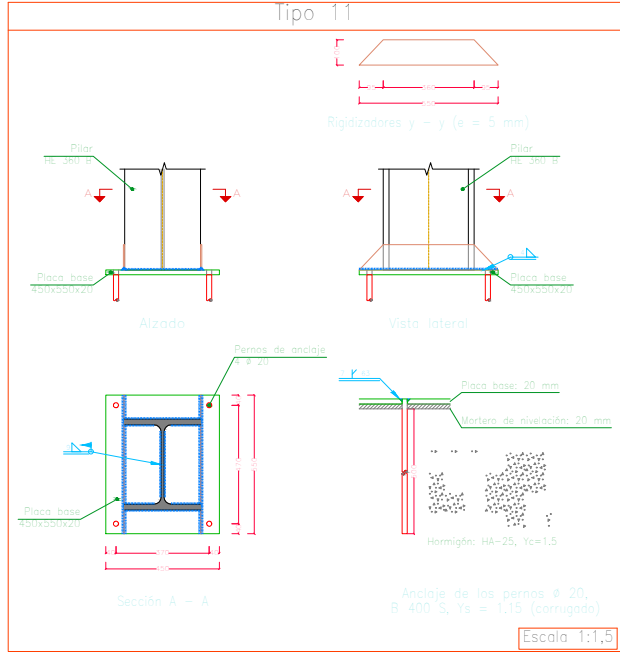 Tipo 11
Rigidizadores y - y (e = 5 mm)
Pilar
HE 360 B
Pilar
HE 360 B
A
A
A
A
Placa base
450x550x20
Placa base
450x550x20
Alzado
Vista lateral
Pernos de anclaje
4 Ø 20
Placa base: 20 mm
Mortero de nivelación: 20 mm
Placa base
450x550x20
450
Hormigón: HA-25, Yc=1.5
Sección A - A
Anclaje de los pernos Ø 20,
B 400 S, Ys = 1.15 (corrugado)
Escala 1:1,5